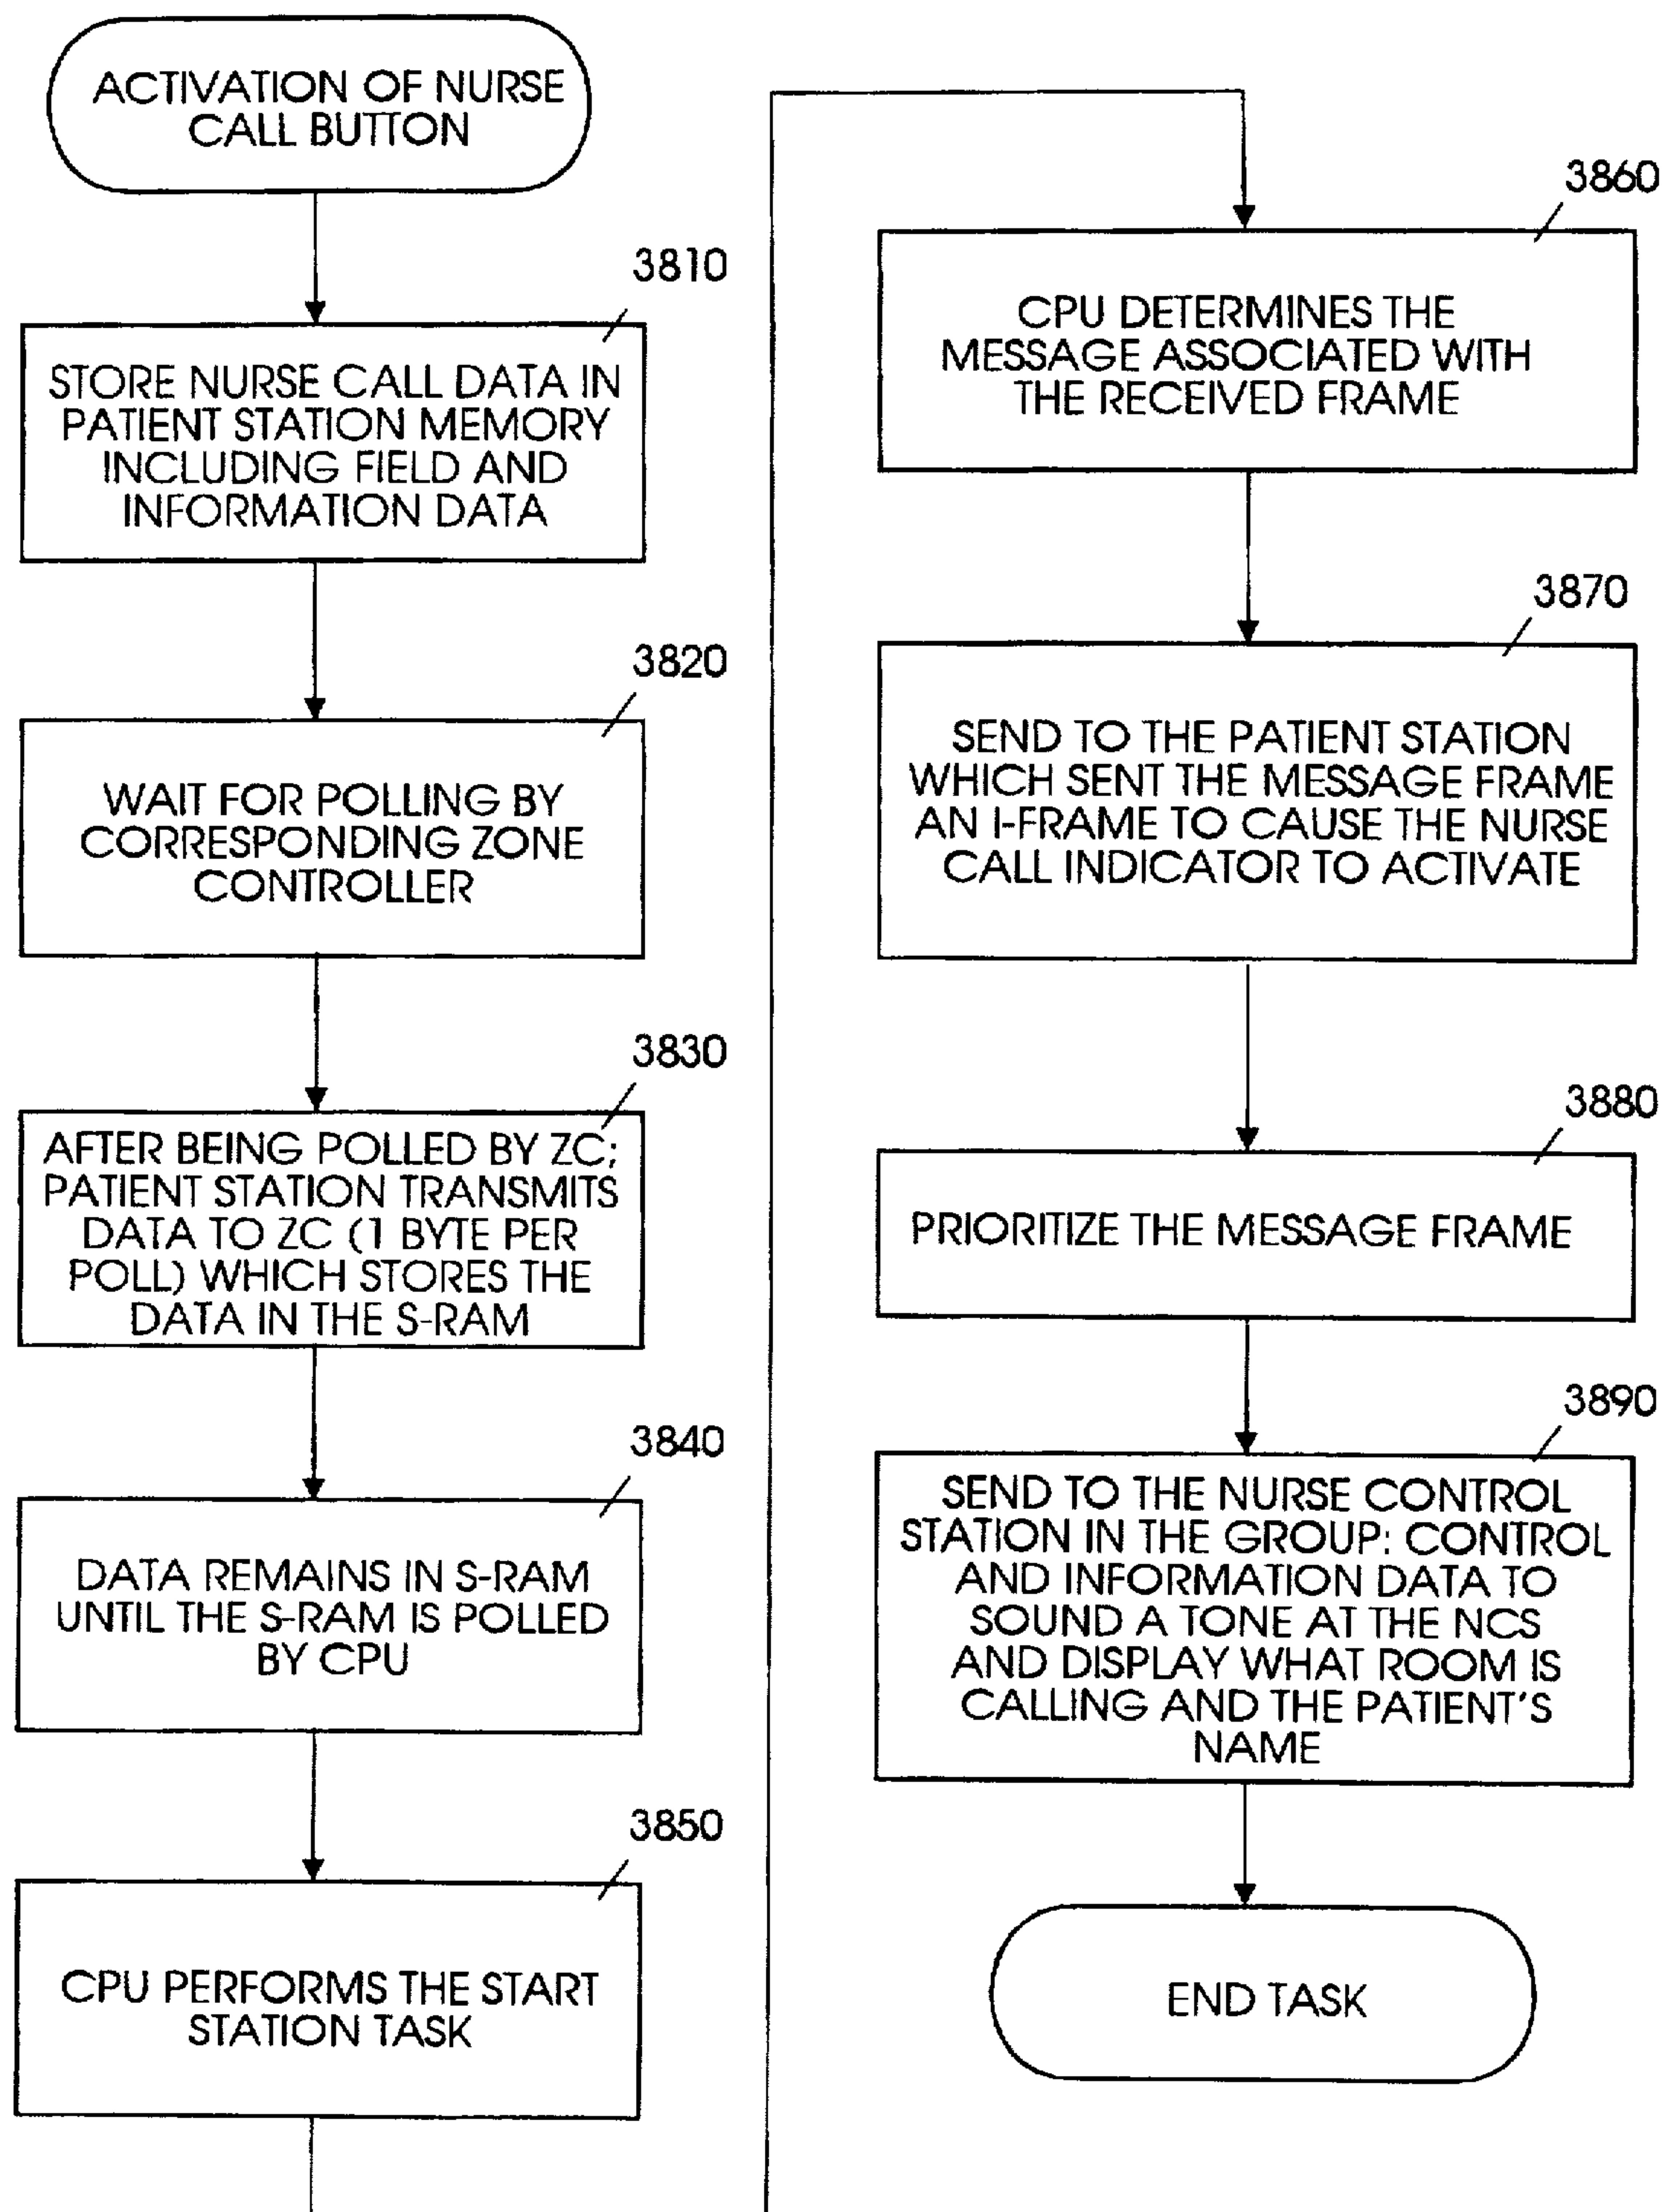 ACTIVATION OF NURSE
CALL BUTTON
3810
STORE NURSE CALL DATA IN
PATIENT STATION MEMORY
INCLUDING FIELD AND
INFORMATION DATA
3820
WAIT FOR POLLING BY
CORRESPONDING ZONE
CONTROLLER
3830
AFTER BEING POLLED BY ZC;
PATIENT STATION TRANSMITS
DATA TO ZC (1 BYTE PER
POLL) WHICH STORES THE
DATA IN THE S-RAM
3840
DATA REMAINS IN S-RAM
UNTIL THE S-RAM IS POLLED
BY CPU
3850
CPU PERFORMS THE START
STATION TASK
3860
CPU DETERMINES THE
MESSAGE ASSOCIATED WITH
THE RECEIVED FRAME
3870
SEND TO THE PATIENT STATION
WHICH SENT THE MESSAGE FRAME
AN I-FRAME TO CAUSE THE NURSE
CALL INDICATOR TO ACTIVATE
3880
PRIORITIZE THE MESSAGE FRAME
3890
SEND TO THE NURSE CONTROL
STATION IN THE GROUP: CONTROL
AND INFORMATION DATA TO
SOUND A TONE AT THE NCS
AND DISPLAY WHAT ROOM IS
CALLING AND THE PATIENT'S
NAME
END TASK